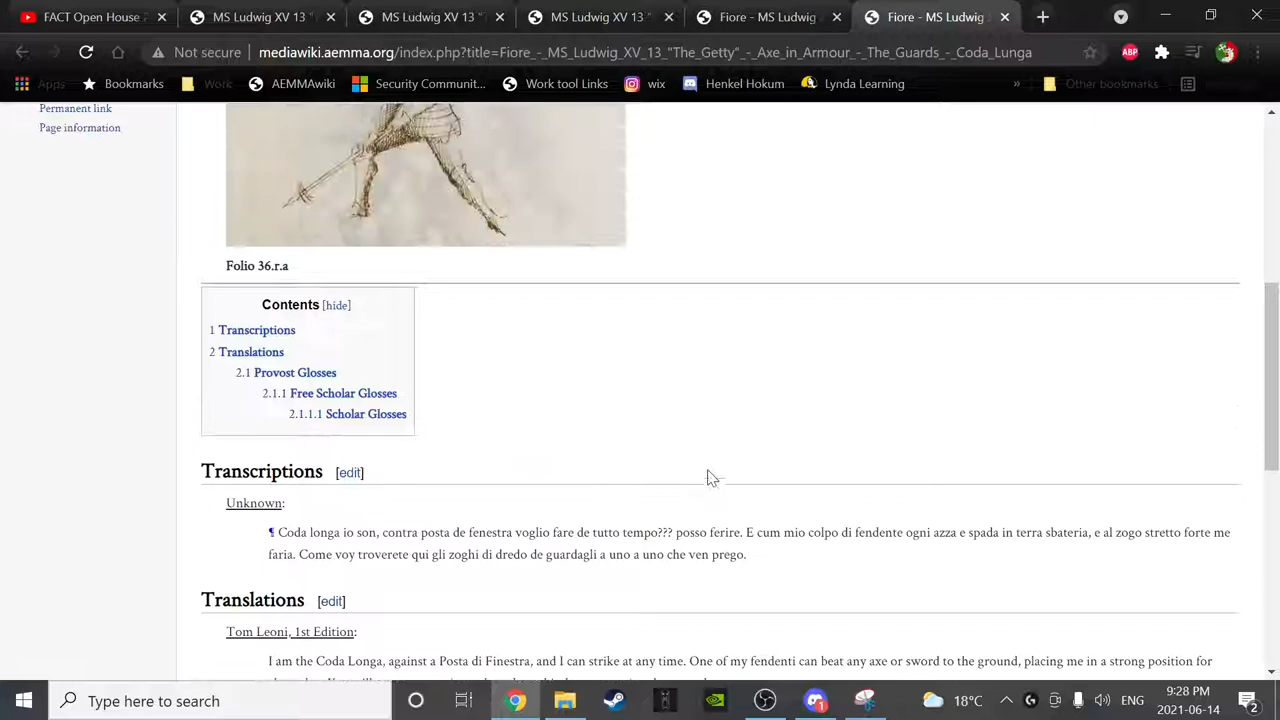 FACT Open House
MS Ludwig XV 13
MS Ludwig XV 13 "
MS Ludwig XV 13 "
Fiore - MS Ludwig
Fiore - MS Ludwig
Not secure
mediawiki.aemma.org/index.php?title=Fiore_-_MS_Ludwig_XV_13_"The_Getty"_-_Axe_in_Armour_-_The_Guards_-_Coda_Lunga
ABP
Apps
Bookmarks
Work
AEMMAwiki
Security Communit...
Work tool Links
wix
Henkel Hokum
Lynda Learning
»
Other bookmarks
Permanent link
Page information
Folio 36.r.a
Contents [hide]
1 Transcriptions
2 Translations
2.1 Provost Glosses
2.1.1 Free Scholar Glosses
2.1.1.1 Scholar Glosses
Transcriptions [edit]
Unknown:
¶ Coda longa io son, contra posta de fenestra voglio fare de tutto tempo??? posso ferire. E cum mio colpo di fendente ogni azza e spada in terra sbateria, e al zogo stretto forte me
faria. Come voy troverete qui gli zoghi di dredo de guardagli a uno a uno che ven prego.
Translations [edit]
Tom Leoni, 1st Edition:
I am the Coda Longa, against a Posta di Finestra, and I can strike at any time. One of my fendenti can beat any axe or sword to the ground, placing me in a strong position for
Type here to search
1
18°C
ENG
9:28 PM
2021-06-14
2